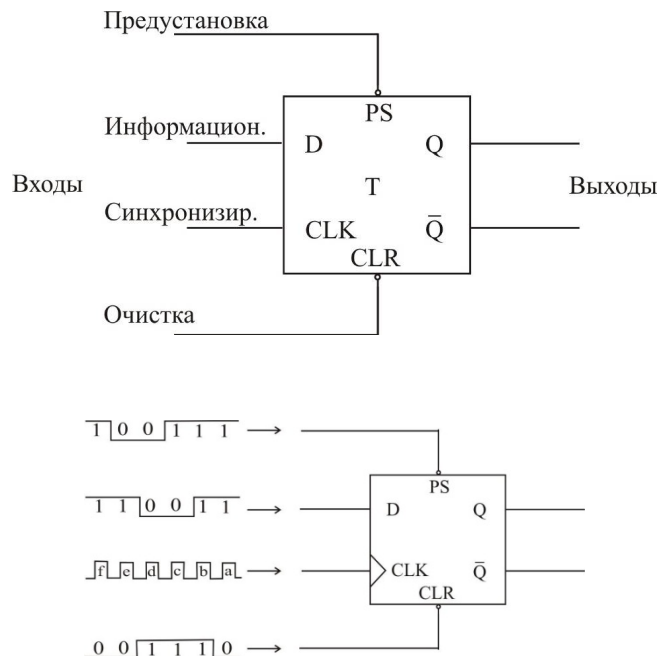 Предустановка
PS
Информацион.
D Q
Входы T Выходы
Синхронизир.
CLK Q̅
CLR
Очистка
1 0 0 1 1 1
PS
1 1 0 0 1 1
D Q
f e d c b a
CLK Q̅
CLR
0 0 1 1 1 0